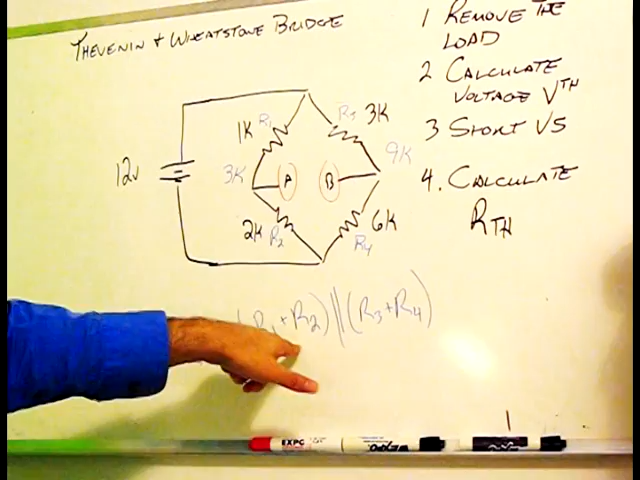 THEVENIN + WHEATSTONE BRIDGE
1 REMOVE THE
LOAD
2 CALCULATE
VOLTAGE VTH
3 SHORT VS
4. CALCULATE
RTH
1K R1
R3 3K
12V
3K
A
B
9K
2K R2
R4 6K
(R1+R2)||(R3+R4)
EXPO